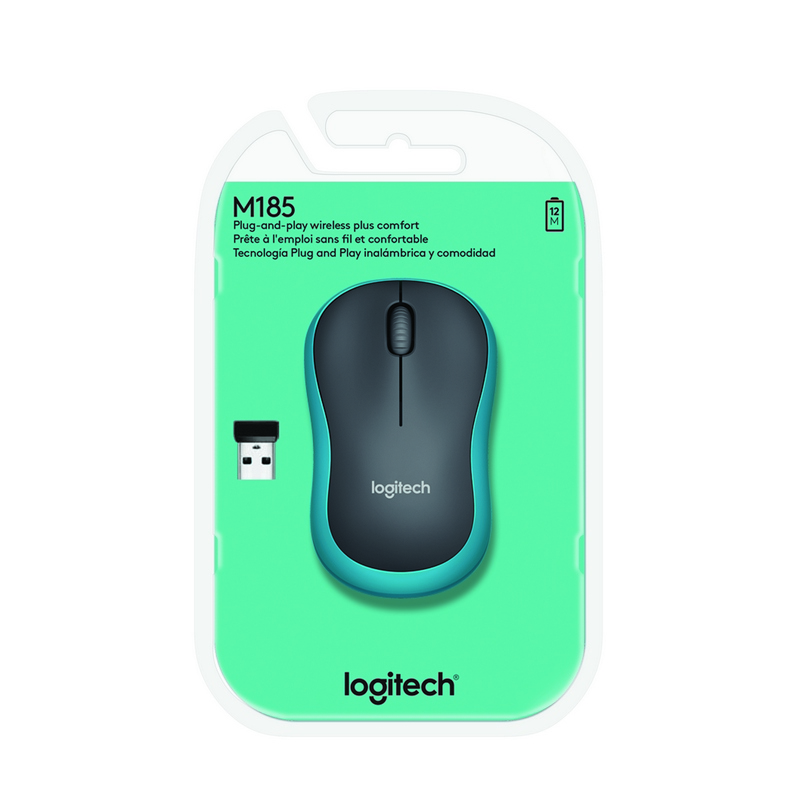 M185
Plug-and-play wireless plus comfort
Prête à l'emploi sans fil et confortable
Tecnología Plug and Play inalámbrica y comodidad
12
M
logitech
logitech®